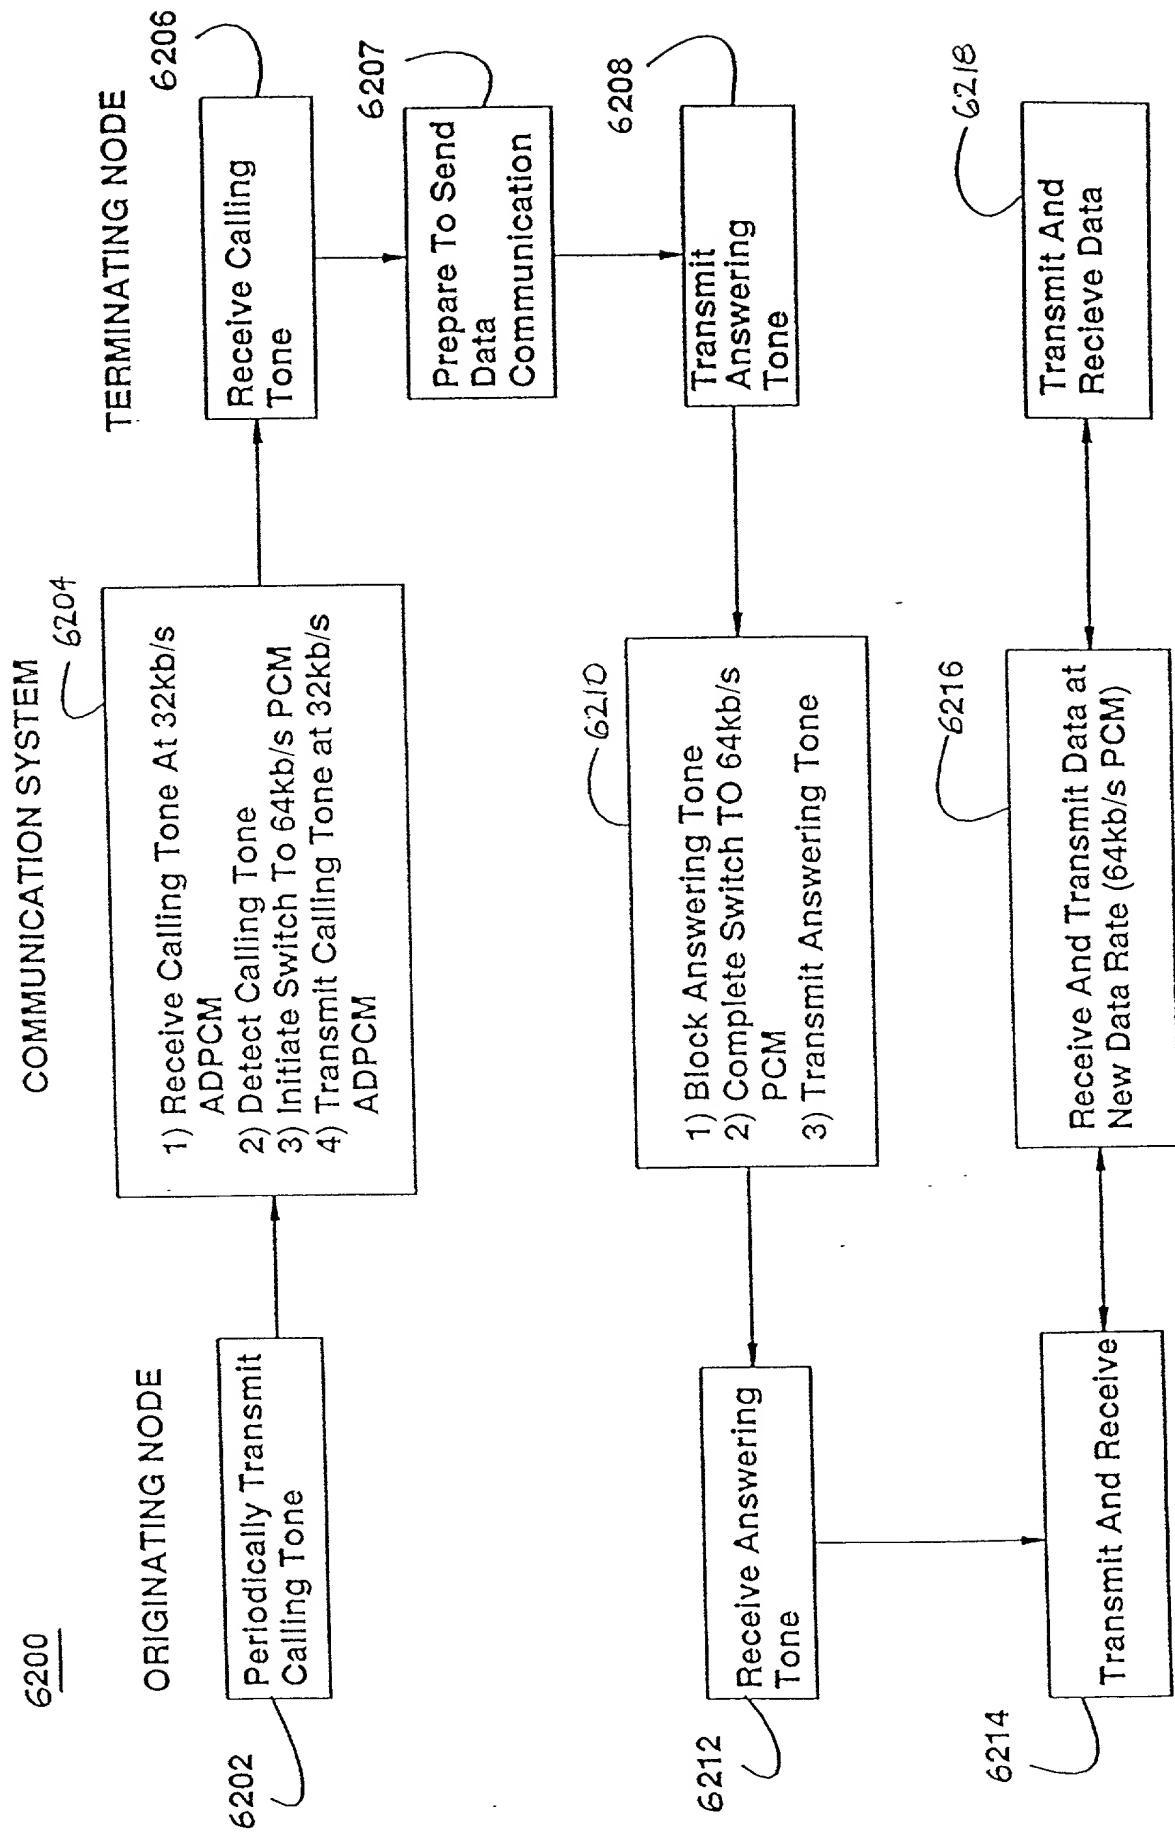 6200
ORIGINATING NODE
COMMUNICATION SYSTEM
TERMINATING NODE
6202
Periodically Transmit
Calling Tone
6204
1) Receive Calling Tone At 32kb/s
ADPCM
2) Detect Calling Tone
3) Initiate Switch To 64kb/s PCM
4) Transmit Calling Tone at 32kb/s
ADPCM
6206
Receive Calling
Tone
6207
Prepare To Send
Data
Communication
6208
Transmit
Answering
Tone
6210
1) Block Answering Tone
2) Complete Switch TO 64kb/s
PCM
3) Transmit Answering Tone
6212
Receive Answering
Tone
6214
Transmit And Receive
6216
Receive And Transmit Data at
New Data Rate (64kb/s PCM)
6218
Transmit And
Recieve Data